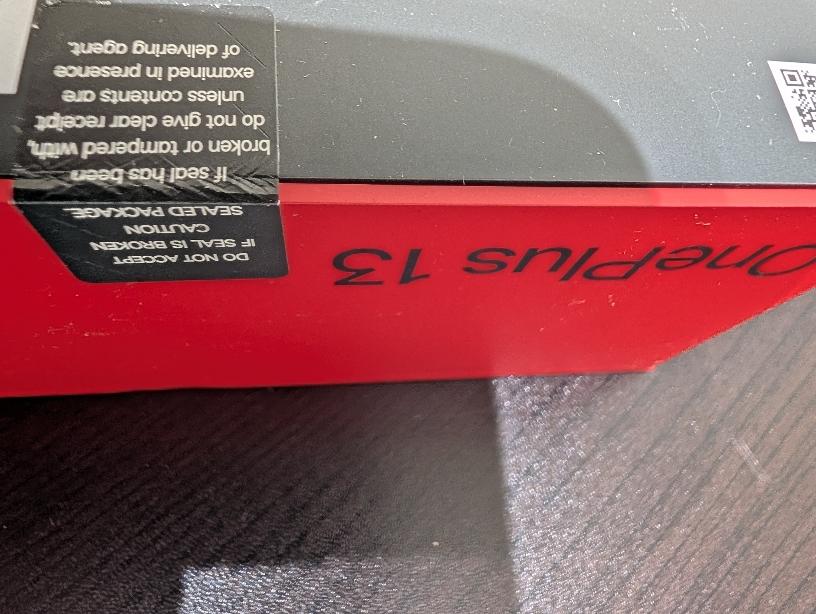 DO NOT ACCEPT
IF SEAL IS BROKEN
CAUTION
SEALED PACKAGE.
If seal has been
broken or tampered with,
do not give clear receipt
unless contents are
examined in presence
of delivering agent.
OnePlus 13